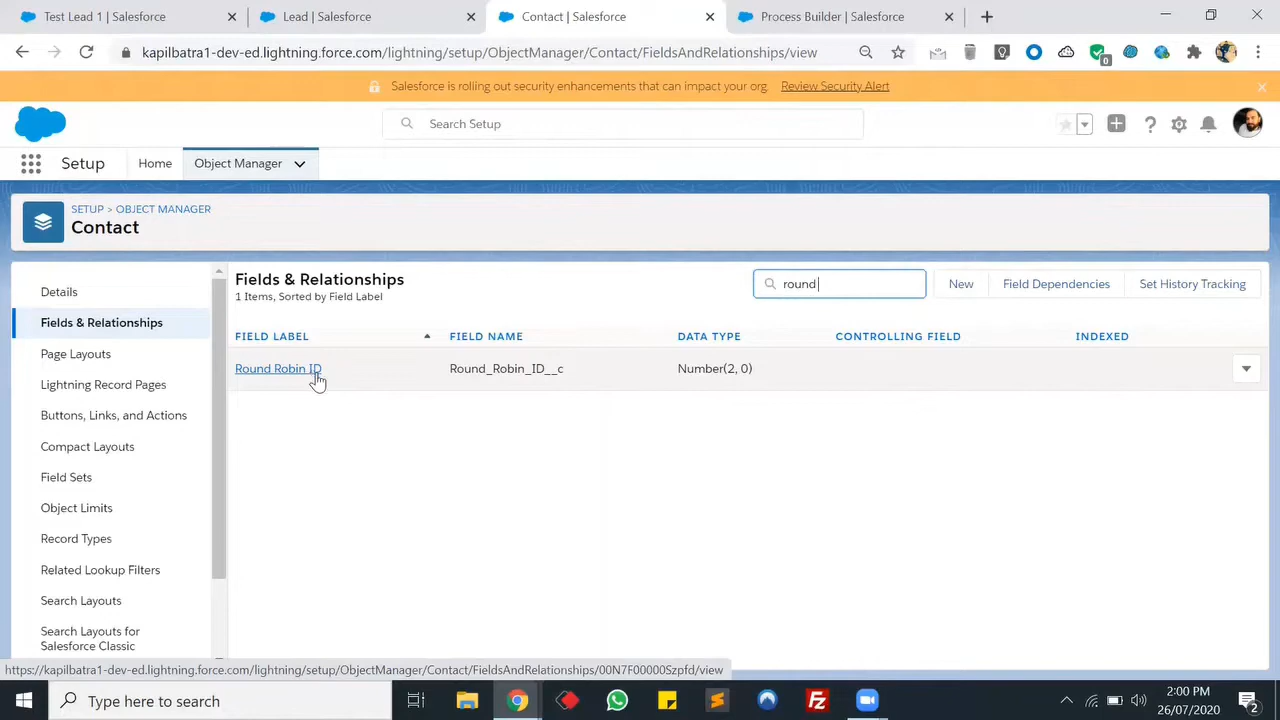 Test Lead 1 | Salesforce
Lead | Salesforce
Contact | Salesforce
Process Builder | Salesforce
kapilbatra1-dev-ed.lightning.force.com/lightning/setup/ObjectManager/Contact/FieldsAndRelationships/view
0
Salesforce is rolling out security enhancements that can impact your org. Review Security Alert
Search Setup
Setup
Home
Object Manager
SETUP > OBJECT MANAGER
Contact
Details
Fields & Relationships
Page Layouts
Lightning Record Pages
Buttons, Links, and Actions
Compact Layouts
Field Sets
Object Limits
Record Types
Related Lookup Filters
Search Layouts
Search Layouts for
Salesforce Classic
Fields & Relationships
1 Items, Sorted by Field Label
round
New
Field Dependencies
Set History Tracking
FIELD LABEL FIELD NAME DATA TYPE CONTROLLING FIELD INDEXED
Round Robin ID Round_Robin_ID__c Number(2, 0)
https://kapilbatra1-dev-ed.lightning.force.com/lightning/setup/ObjectManager/Contact/FieldsAndRelationships/00N7F00000Szpfd/view
Type here to search
2:00 PM
26/07/2020
2